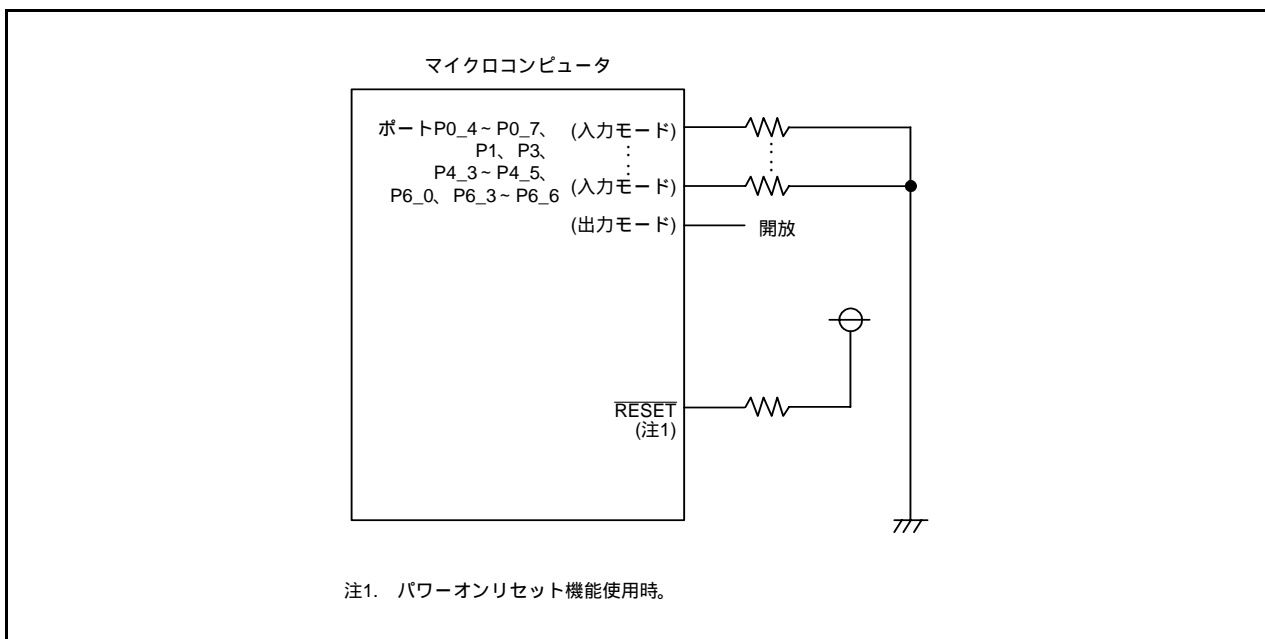 マイクロコンピュータ
ポートP0_4~P0_7、 (入力モード)
P1、P3、
P4_3~P4_5、
P6_0、P6_3~P6_6 (入力モード)
(出力モード) 開放
RESET
(注1)
注1. パワーオンリセット機能使用時。